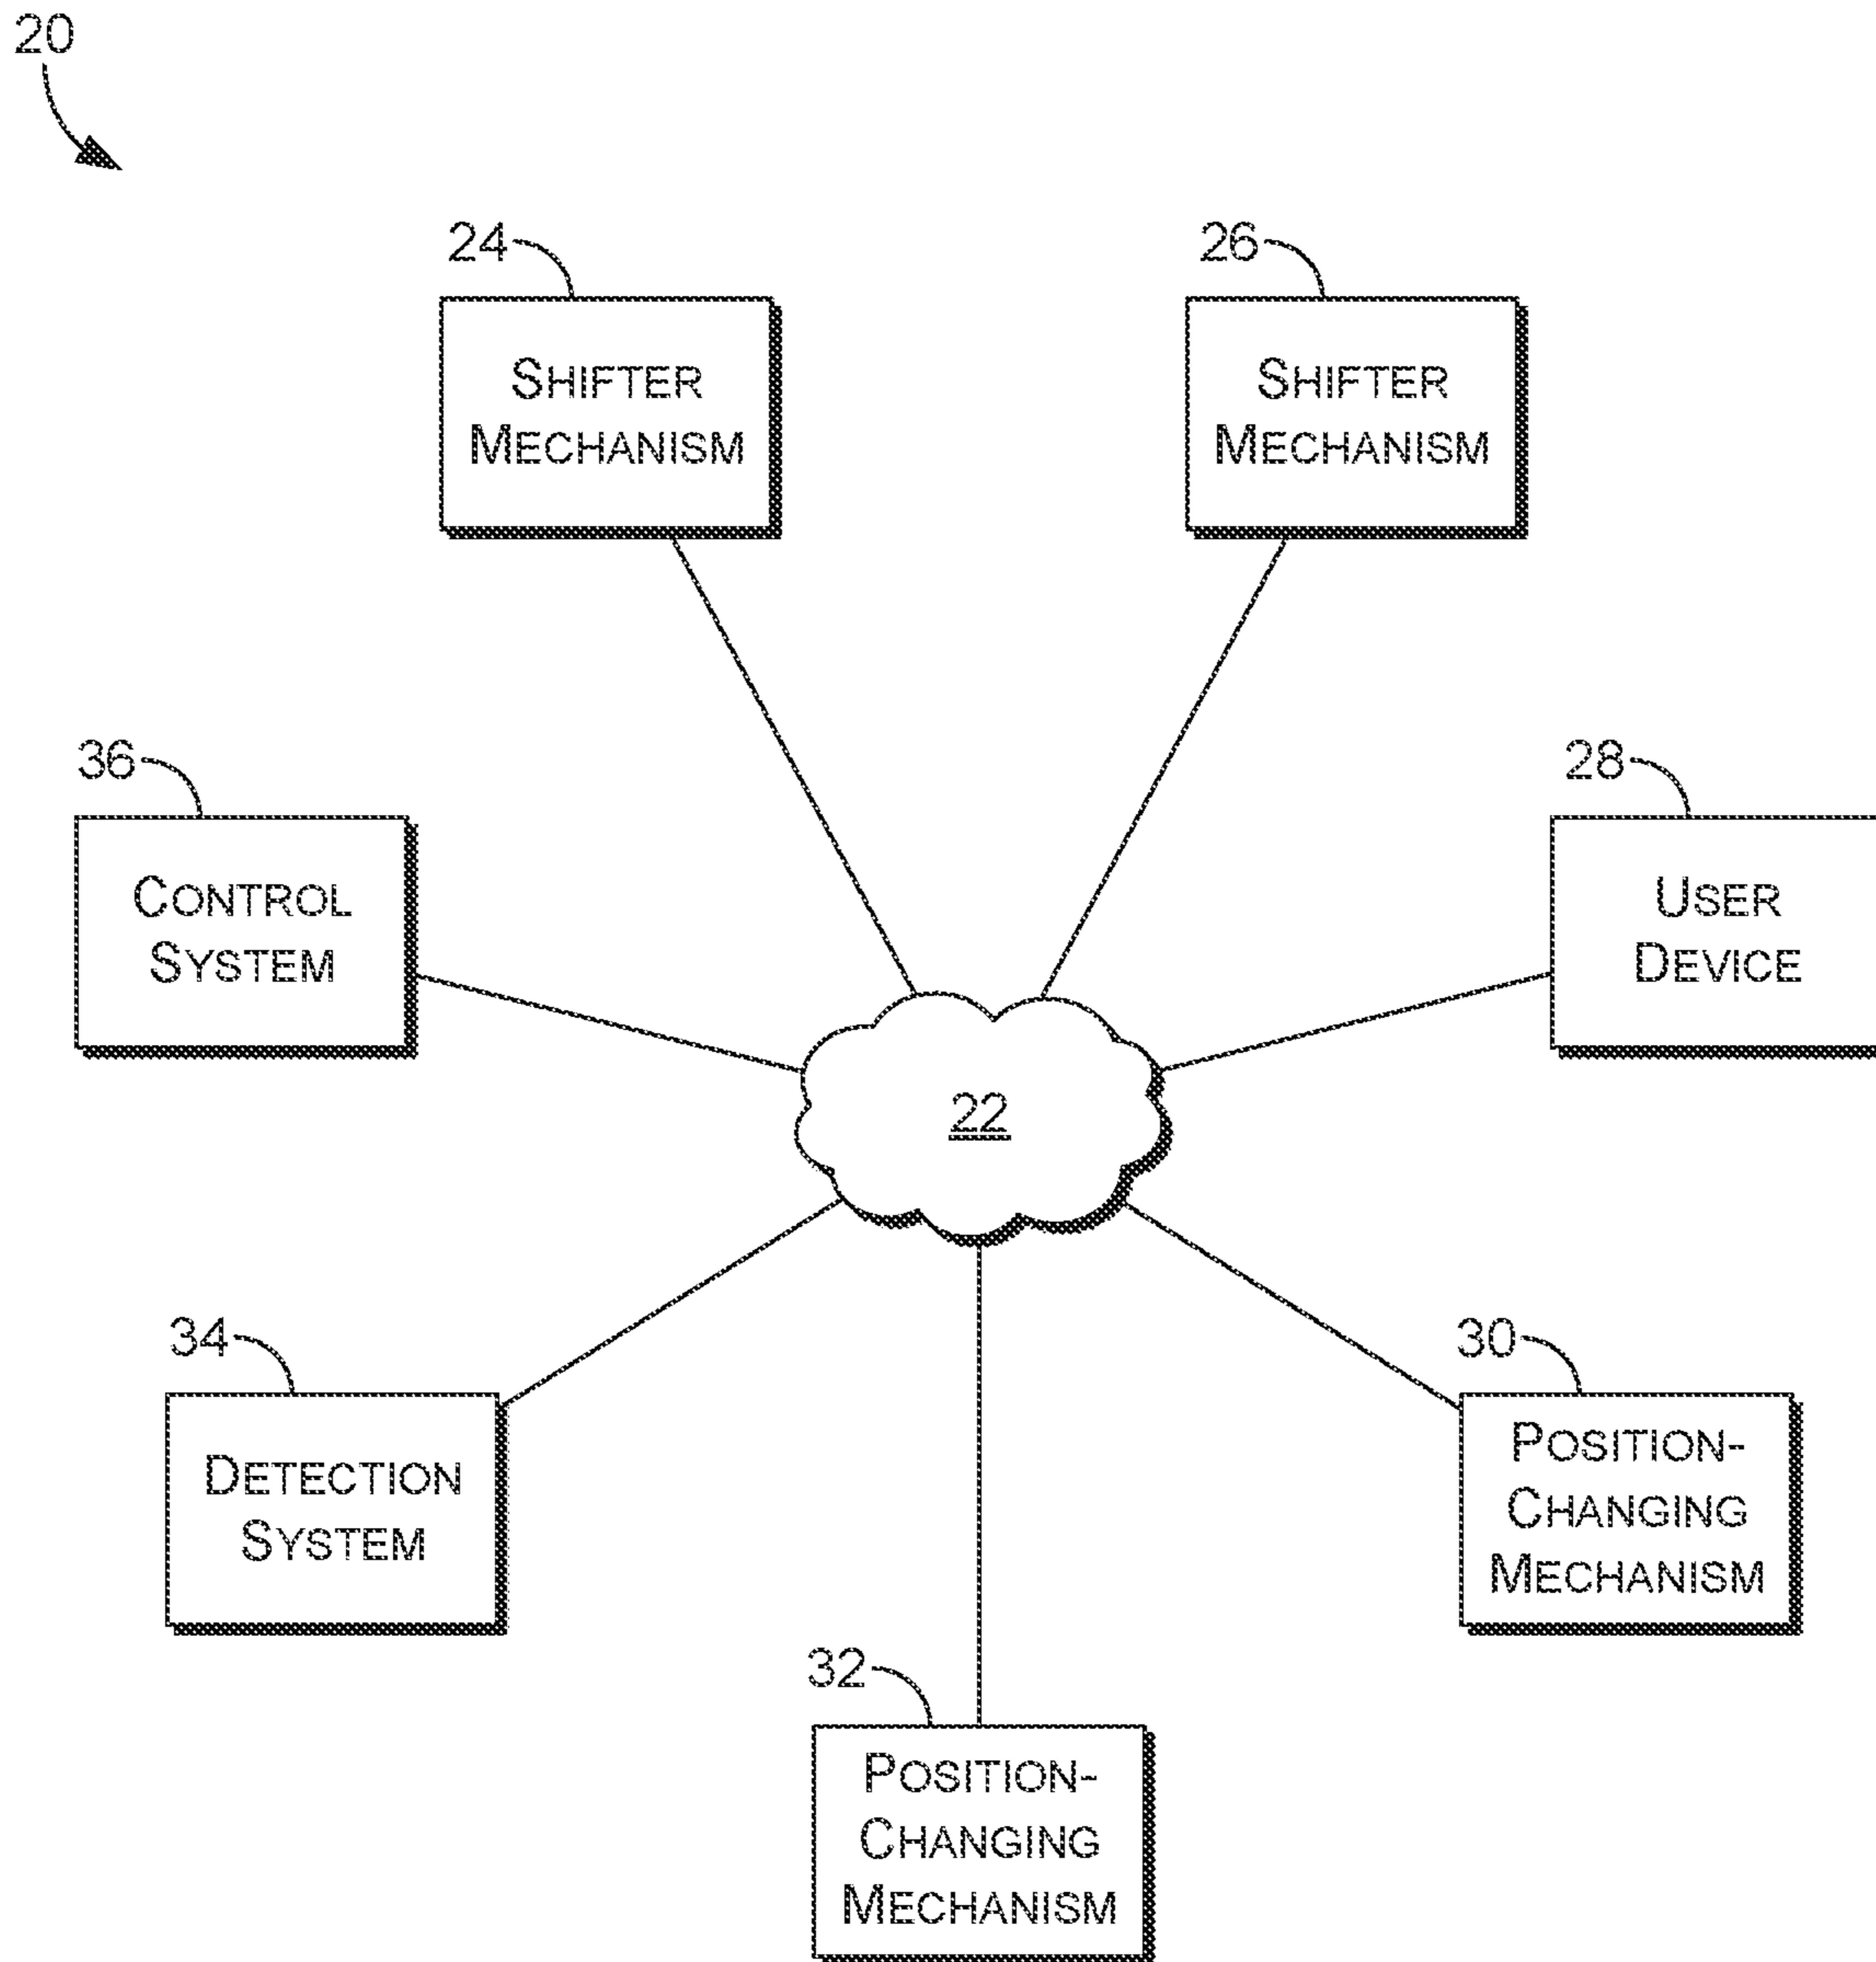 20
24
SHIFTER
MECHANISM
26
SHIFTER
MECHANISM
36
CONTROL
SYSTEM
28
USER
DEVICE
22
34
DETECTION
SYSTEM
30
POSITION-
CHANGING
MECHANISM
32
POSITION-
CHANGING
MECHANISM